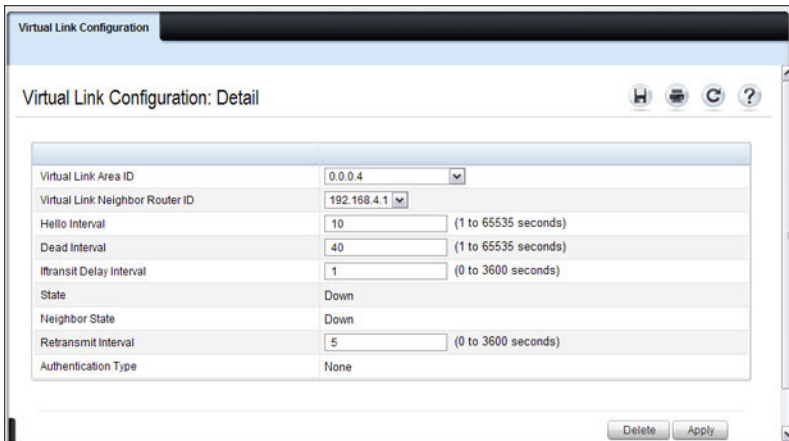 Virtual Link Configuration
Virtual Link Configuration: Detail
Virtual Link Area ID 0.0.0.4
Virtual Link Neighbor Router ID 192.168.4.1
Hello Interval 10 (1 to 65535 seconds)
Dead Interval 40 (1 to 65535 seconds)
Iftransit Delay Interval 1 (0 to 3600 seconds)
State Down
Neighbor State Down
Retransmit Interval 5 (0 to 3600 seconds)
Authentication Type None
Delete Apply